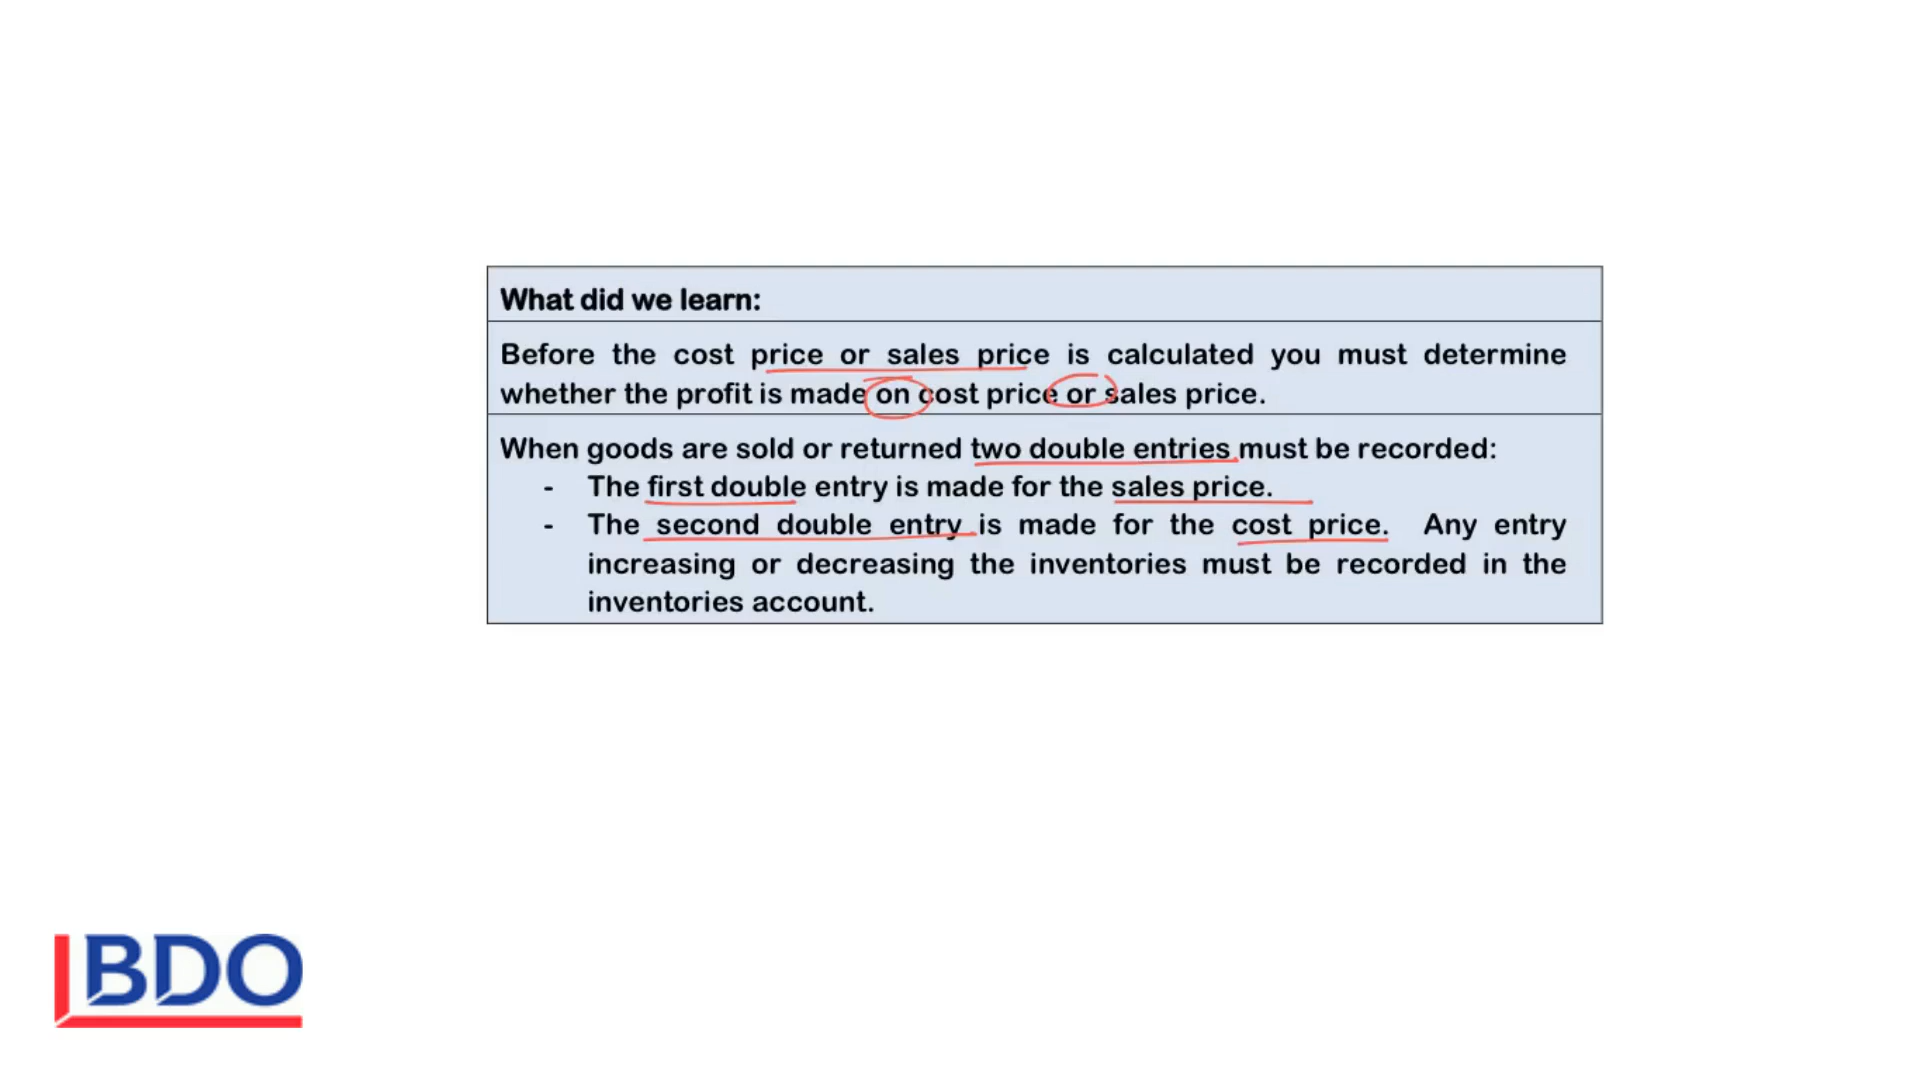 What did we learn:
Before the cost price or sales price is calculated you must determine
whether the profit is made on cost price or sales price.
When goods are sold or returned two double entries must be recorded:
- The first double entry is made for the sales price.
- The second double entry is made for the cost price. Any entry
increasing or decreasing the inventories must be recorded in the
inventories account.
BDO